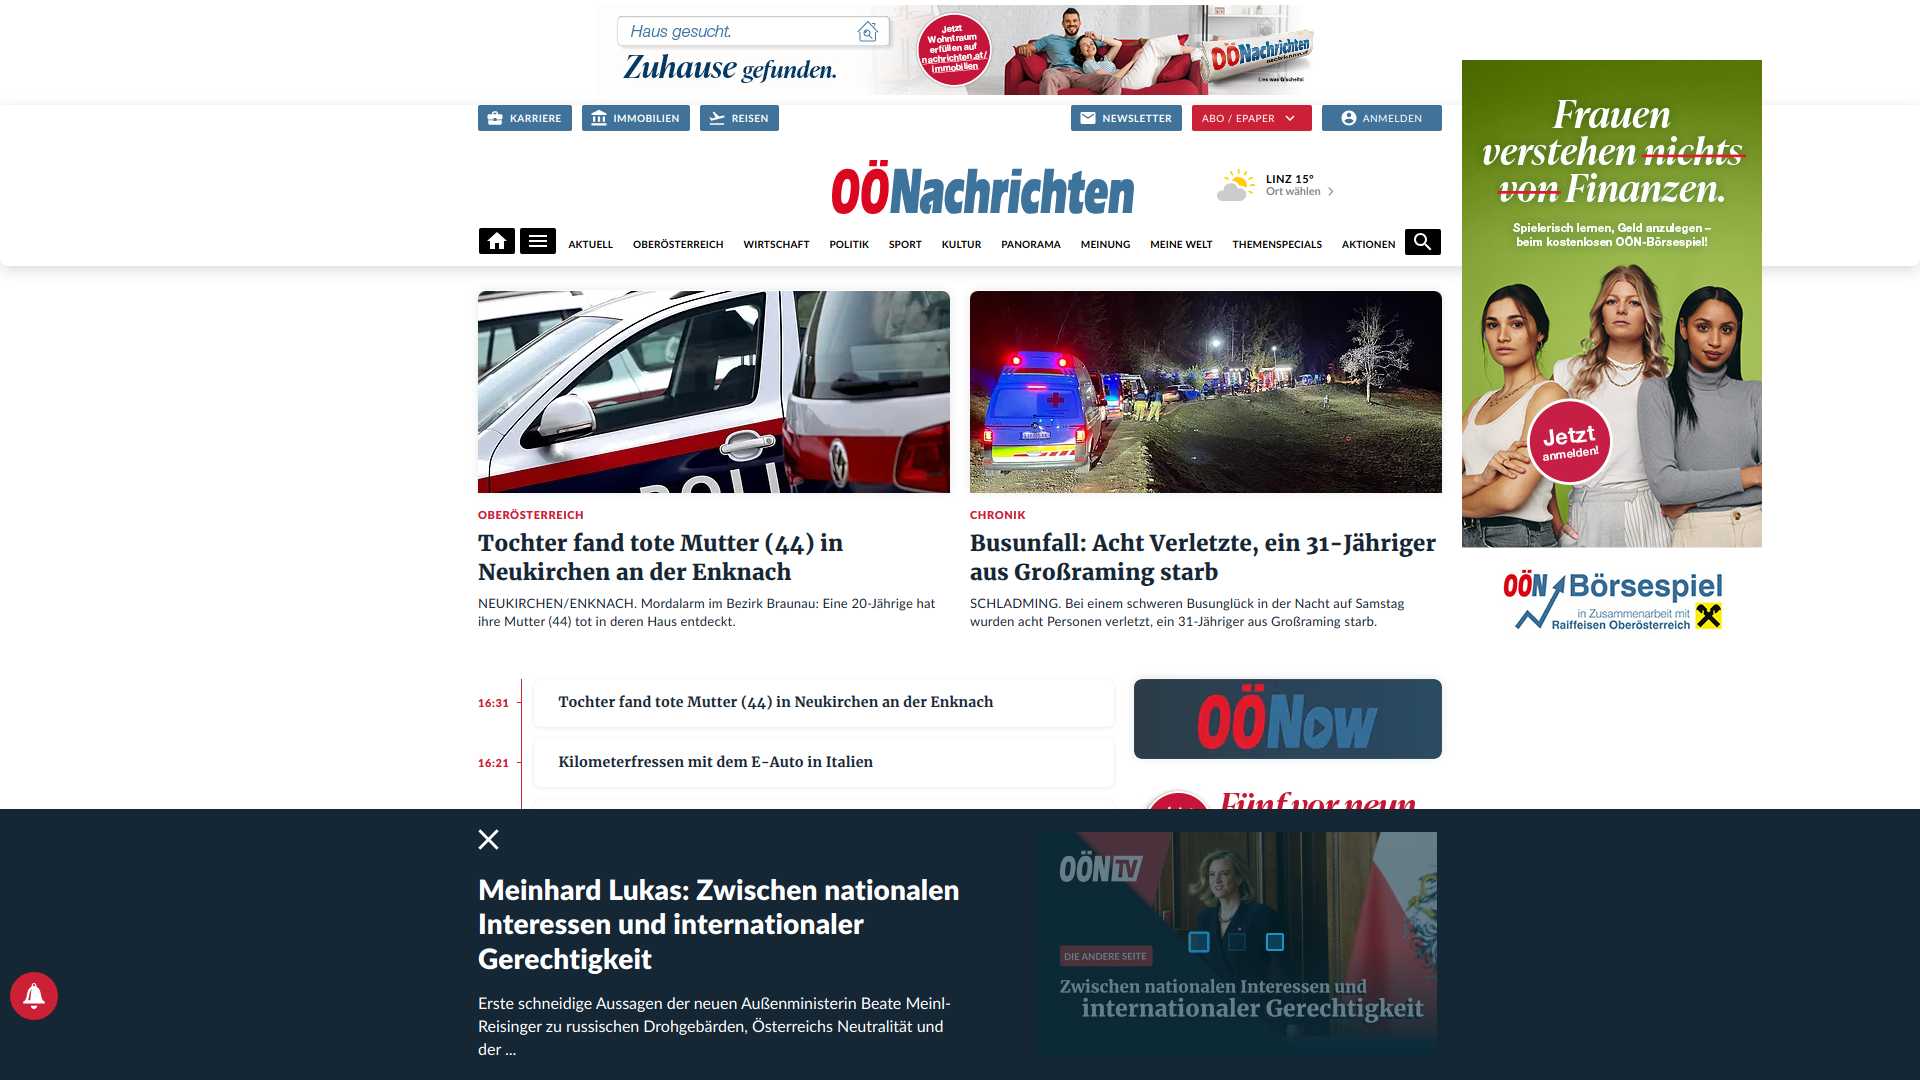 Haus gesucht.
Zuhause gefunden.
Jetzt
Wohntraum
erfüllen auf
nachrichten.at/
immobilien
OÖNachrichten
Lies was G'scheits!
KARRIERE
IMMOBILIEN
REISEN
NEWSLETTER
ABO / EPAPER
ANMELDEN
OÖNachrichten
LINZ 15°
Ort wählen
AKTUELL
OBERÖSTERREICH
WIRTSCHAFT
POLITIK
SPORT
KULTUR
PANORAMA
MEINUNG
MEINE WELT
THEMENSPECIALS
AKTIONEN
Frauen
verstehen nichts
von Finanzen.
Spielerisch lernen, Geld anzulegen –
beim kostenlosen OÖN-Börsespiel!
Jetzt
anmelden!
OÖN Börsespiel
in Zusammenarbeit mit
Raiffeisen Oberösterreich
OBERÖSTERREICH
Tochter fand tote Mutter (44) in
Neukirchen an der Enknach
NEUKIRCHEN/ENKNACH. Mordalarm im Bezirk Braunau: Eine 20-Jährige hat
ihre Mutter (44) tot in deren Haus entdeckt.
CHRONIK
Busunfall: Acht Verletzte, ein 31-Jähriger
aus Großraming starb
SCHLADMING. Bei einem schweren Busunglück in der Nacht auf Samstag
wurden acht Personen verletzt, ein 31-Jähriger aus Großraming starb.
16:31
Tochter fand tote Mutter (44) in Neukirchen an der Enknach
16:21
Kilometerfressen mit dem E-Auto in Italien
OÖNow
Fünf vor neun
Meinhard Lukas: Zwischen nationalen
Interessen und internationaler
Gerechtigkeit
Erste schneidige Aussagen der neuen Außenministerin Beate Meinl-
Reisinger zu russischen Drohgebärden, Österreichs Neutralität und
der ...
OÖN TV
DIE ANDERE SEITE
Zwischen nationalen Interessen und
internationaler Gerechtigkeit